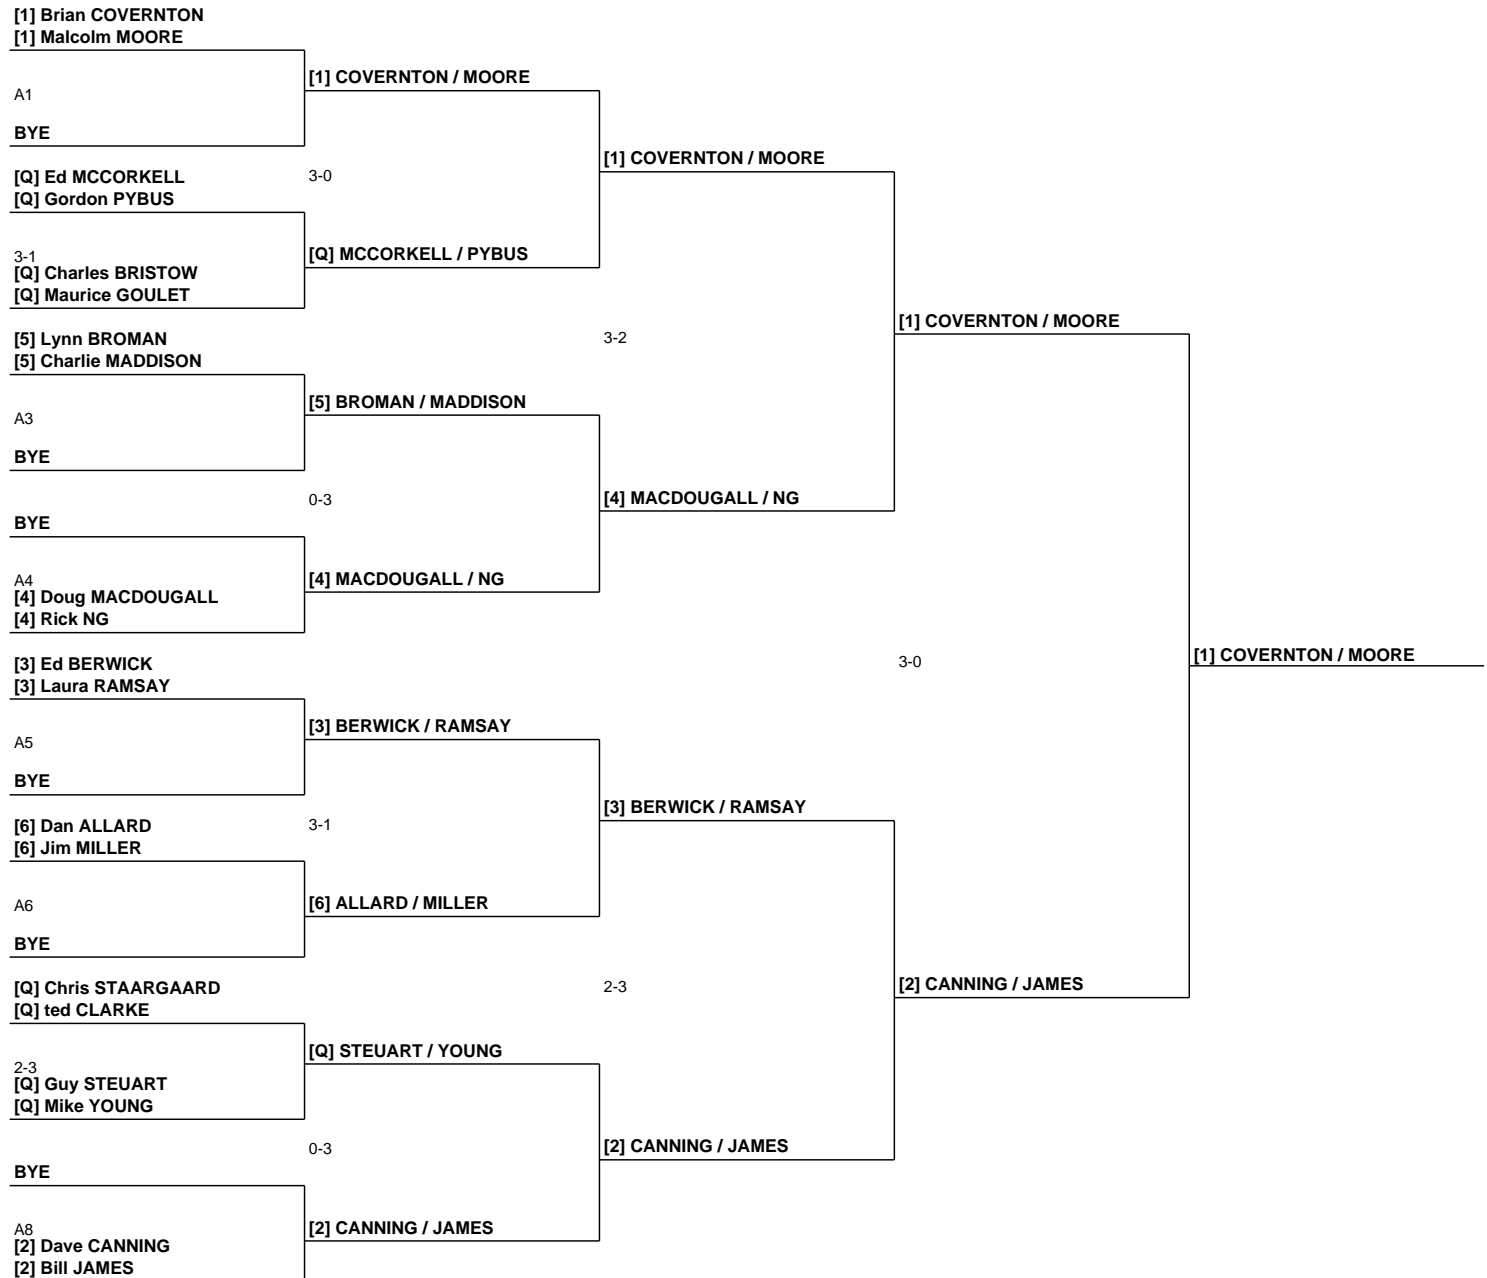 [1] Brian COVERNTON
[1] Malcolm MOORE
A1
BYE
[Q] Ed MCCORKELL
[Q] Gordon PYBUS
3-1
[Q] Charles BRISTOW
[Q] Maurice GOULET
[5] Lynn BROMAN
[5] Charlie MADDISON
A3
BYE
BYE
A4
[4] Doug MACDOUGALL
[4] Rick NG
[3] Ed BERWICK
[3] Laura RAMSAY
A5
BYE
[6] Dan ALLARD
[6] Jim MILLER
A6
BYE
[Q] Chris STAARGAARD
[Q] ted CLARKE
2-3
[Q] Guy STEUART
[Q] Mike YOUNG
BYE
A8
[2] Dave CANNING
[2] Bill JAMES
[1] COVERNTON / MOORE
3-0
[Q] MCCORKELL / PYBUS
[5] BROMAN / MADDISON
0-3
[4] MACDOUGALL / NG
[3] BERWICK / RAMSAY
3-1
[6] ALLARD / MILLER
[Q] STEUART / YOUNG
0-3
[2] CANNING / JAMES
[1] COVERNTON / MOORE
3-2
[4] MACDOUGALL / NG
[3] BERWICK / RAMSAY
2-3
[2] CANNING / JAMES
[1] COVERNTON / MOORE
3-0
[2] CANNING / JAMES
[1] COVERNTON / MOORE